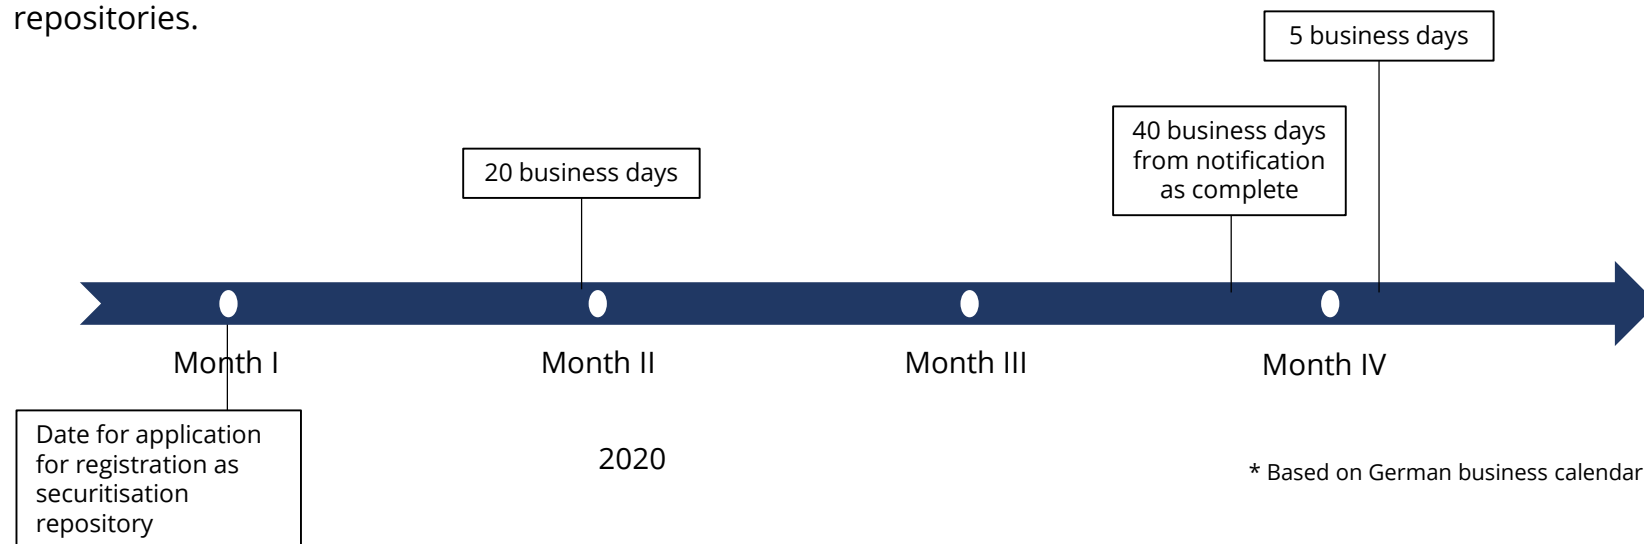 repositories.
5 business days
40 business days
from notification
as complete
20 business days
Month I
Month II
Month III
Month IV
Date for application
for registration as
securitisation
repository
2020
* Based on German business calendar